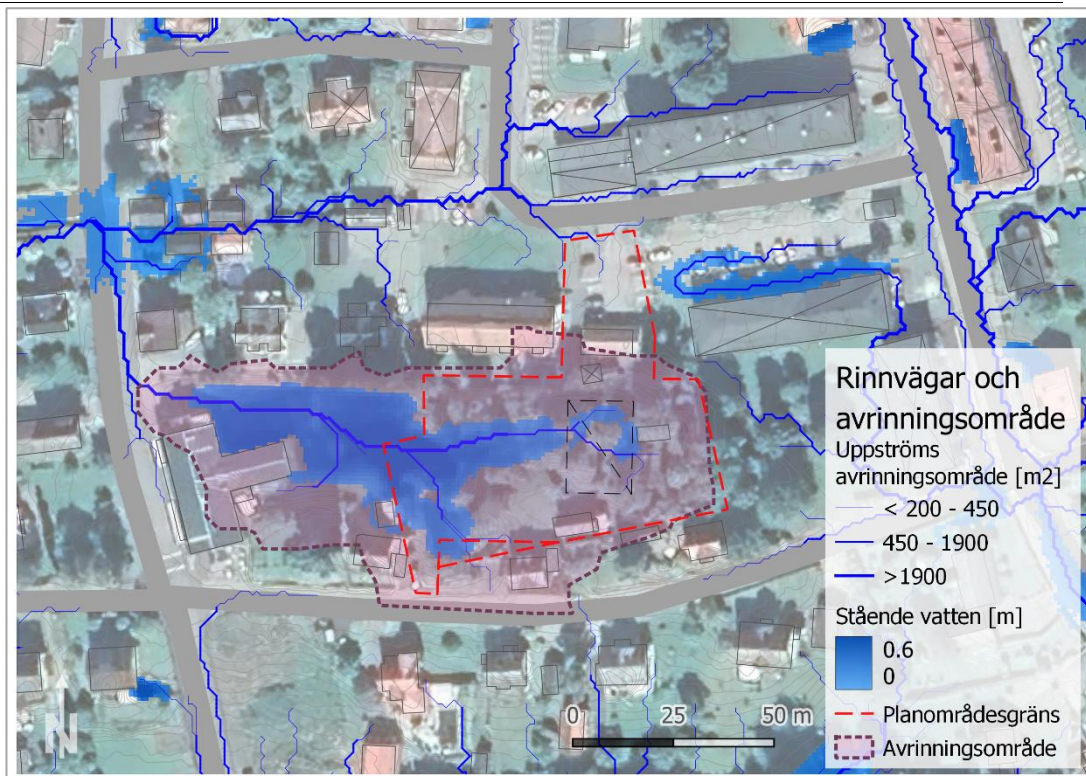 Rinnvägar och
avrinningsområde
Uppströms
avrinningsområde [m2]
< 200 - 450
450 - 1900
>1900
Stående vatten [m]
0.6
0
Planområdesgräns
Avrinningsområde
0 25 50 m
N